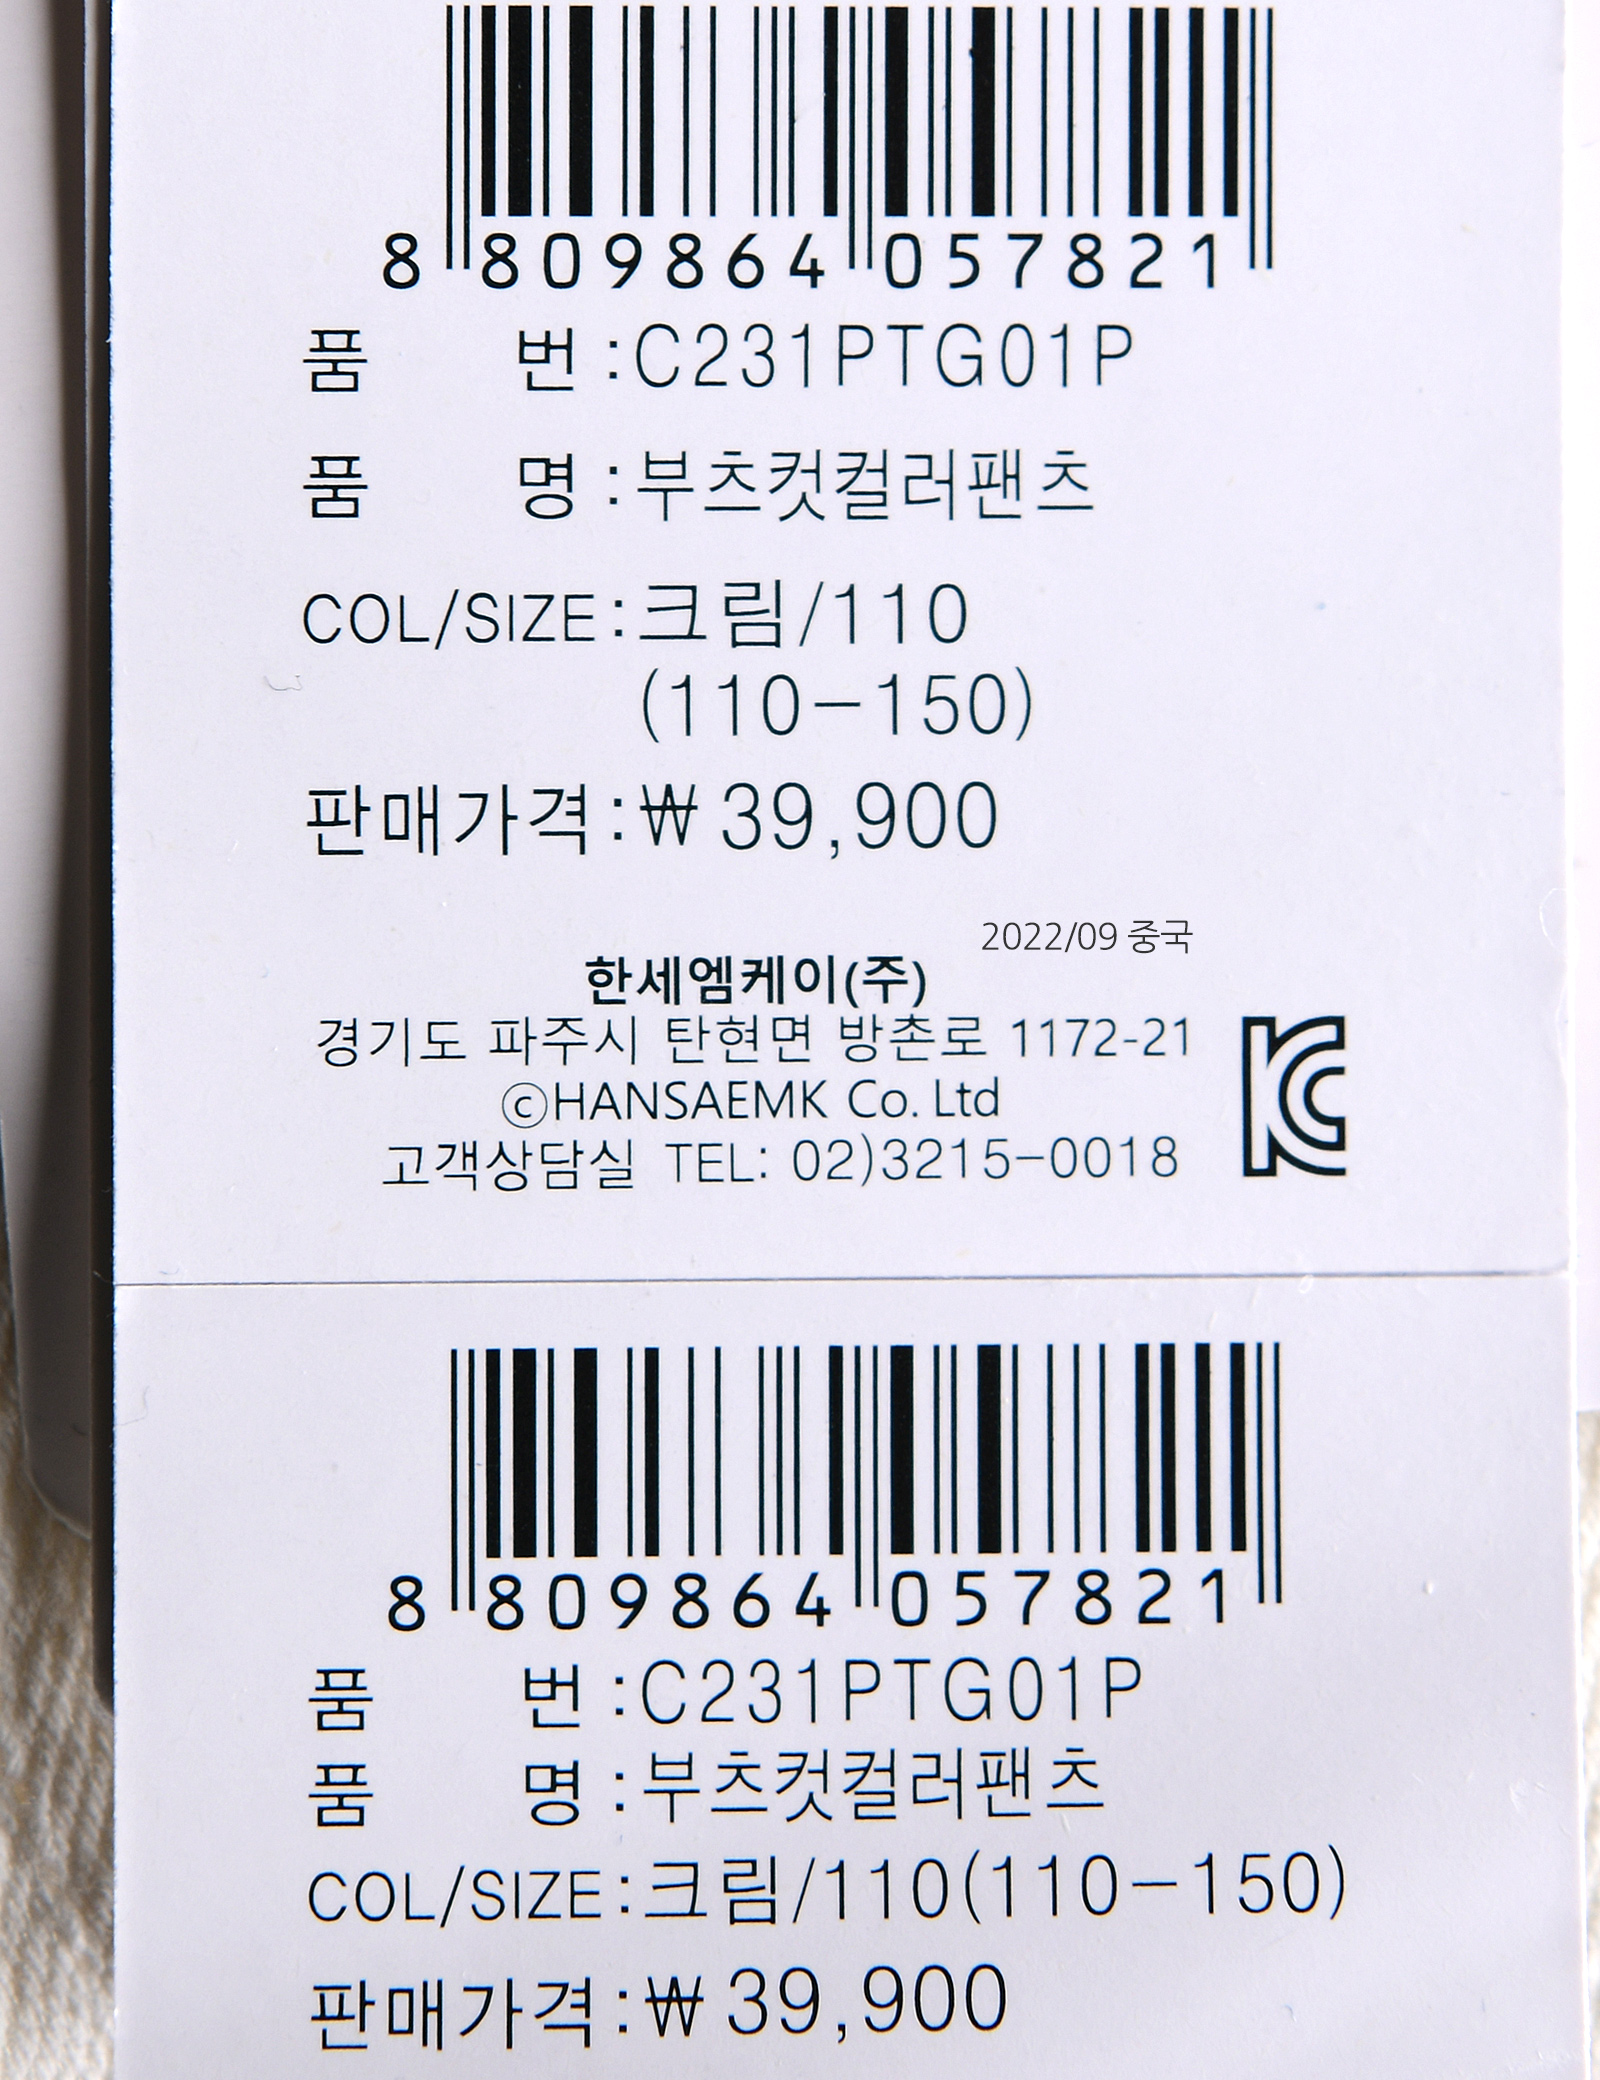 8 809864 057821
품 번 : C231PTG01P
품 명 : 부츠컷컬러팬츠
COL/SIZE : 크림/110
(110-150)
판매가격 : ₩ 39,900
2022/09 중국
한세엠케이(주)
경기도 파주시 탄현면 방촌로 1172-21
ⓒHANSAEMK Co. Ltd
고객상담실 TEL: 02)3215-0018
8 809864 057821
품 번 : C231PTG01P
품 명 : 부츠컷컬러팬츠
COL/SIZE : 크림/110(110-150)
판매가격 : ₩ 39,900